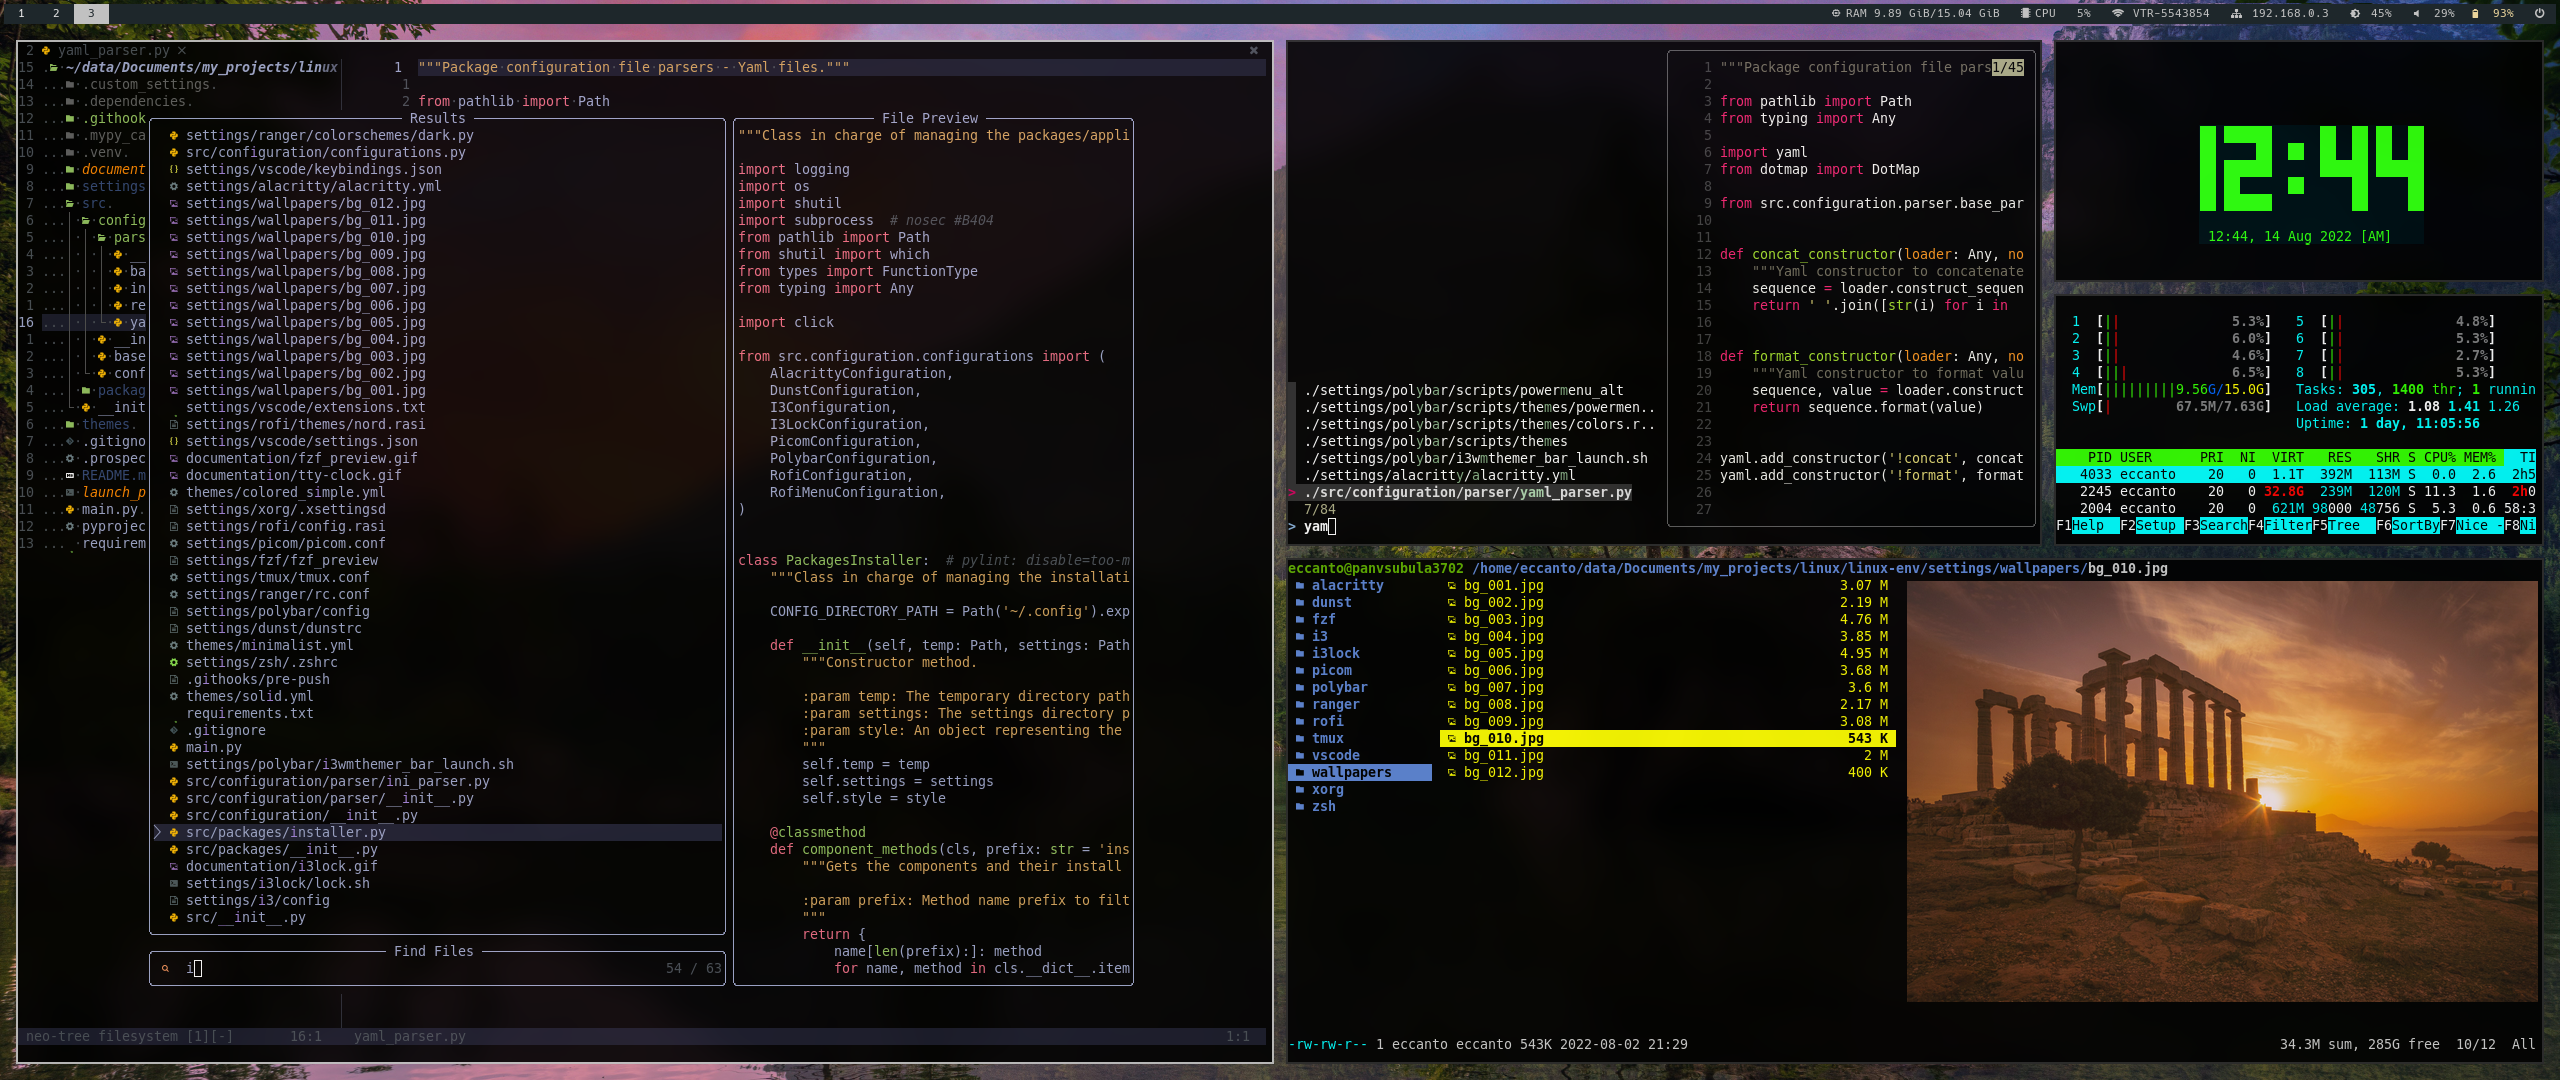 1 2 3
RAM 9.89 GiB/15.04 GiB CPU 5% VTR-5543854 192.168.0.3 45% 29% 93%
2 yaml_parser.py ×
15 ~/data/Documents/my_projects/linux
14 ....custom_settings.
13 ....dependencies.
12 ... .githook
11 ... .mypy_ca
10 ... .venv.
9 ... document
8 ... settings
7 ... src.
6 ... config
5 ... pars
4 ... __
3 ... ba
2 ... in
1 ... re
16 ... ya
1 ... __in
2 ... base
3 ... conf
4 ... packag
5 ... __init
6 ... themes.
7 ... .gitigno
8 ... .prospec
9 ... README.m
10 ... launch_p
11 ... main.py.
12 ... pyprojec
13 ... requirem
1 """Package configuration file parsers - Yaml files."""
1
2 from pathlib import Path
Results
settings/ranger/colorschemes/dark.py
src/configuration/configurations.py
settings/vscode/keybindings.json
settings/alacritty/alacritty.yml
settings/wallpapers/bg_012.jpg
settings/wallpapers/bg_011.jpg
settings/wallpapers/bg_010.jpg
settings/wallpapers/bg_009.jpg
settings/wallpapers/bg_008.jpg
settings/wallpapers/bg_007.jpg
settings/wallpapers/bg_006.jpg
settings/wallpapers/bg_005.jpg
settings/wallpapers/bg_004.jpg
settings/wallpapers/bg_003.jpg
settings/wallpapers/bg_002.jpg
settings/wallpapers/bg_001.jpg
settings/vscode/extensions.txt
settings/rofi/themes/nord.rasi
settings/vscode/settings.json
documentation/fzf_preview.gif
documentation/tty-clock.gif
themes/colored_simple.yml
settings/xorg/.xsettingsd
settings/rofi/config.rasi
settings/picom/picom.conf
settings/fzf/fzf_preview
settings/tmux/tmux.conf
settings/ranger/rc.conf
settings/polybar/config
settings/dunst/dunstrc
themes/minimalist.yml
settings/zsh/.zshrc
.githooks/pre-push
themes/solid.yml
requirements.txt
.gitignore
main.py
settings/polybar/i3wmthemer_bar_launch.sh
src/configuration/parser/ini_parser.py
src/configuration/parser/__init__.py
src/configuration/__init__.py
src/packages/installer.py
src/packages/__init__.py
documentation/i3lock.gif
settings/i3lock/lock.sh
settings/i3/config
src/__init__.py
Find Files
i 54 / 63
File Preview
"""Class in charge of managing the packages/appli
import logging
import os
import shutil
import subprocess # nosec #B404
from pathlib import Path
from shutil import which
from types import FunctionType
from typing import Any
import click
from src.configuration.configurations import (
AlacrittyConfiguration,
DunstConfiguration,
I3Configuration,
I3LockConfiguration,
PicomConfiguration,
PolybarConfiguration,
RofiConfiguration,
RofiMenuConfiguration,
)
class PackagesInstaller: # pylint: disable=too-m
"""Class in charge of managing the installati
CONFIG_DIRECTORY_PATH = Path('~/.config').exp
def __init__(self, temp: Path, settings: Path
"""Constructor method.
:param temp: The temporary directory path
:param settings: The settings directory p
:param style: An object representing the
"""
self.temp = temp
self.settings = settings
self.style = style
@classmethod
def component_methods(cls, prefix: str = 'ins
"""Gets the components and their install
:param prefix: Method name prefix to filt
"""
return {
name[len(prefix):]: method
for name, method in cls.__dict__.item
neo-tree filesystem [1][-] 16:1 yaml_parser.py 1:1
./settings/polybar/scripts/powermenu_alt
./settings/polybar/scripts/themes/powermen..
./settings/polybar/scripts/themes/colors.r..
./settings/polybar/scripts/themes
./settings/polybar/i3wmthemer_bar_launch.sh
./settings/alacritty/alacritty.yml
> ./src/configuration/parser/yaml_parser.py
7/84
> yam
1 """Package configuration file pars1/45
2
3 from pathlib import Path
4 from typing import Any
5
6 import yaml
7 from dotmap import DotMap
8
9 from src.configuration.parser.base_par
10
11
12 def concat_constructor(loader: Any, no
13 """Yaml constructor to concatenate
14 sequence = loader.construct_sequen
15 return ' '.join([str(i) for i in
16
17
18 def format_constructor(loader: Any, no
19 """Yaml constructor to format valu
20 sequence, value = loader.construct
21 return sequence.format(value)
22
23
24 yaml.add_constructor('!concat', concat
25 yaml.add_constructor('!format', format
26
27
12:44
12:44, 14 Aug 2022 [AM]
1 [|| 5.3%] 5 [|| 4.8%]
2 [|| 6.0%] 6 [|| 5.3%]
3 [|| 4.6%] 7 [|| 2.7%]
4 [||| 6.5%] 8 [|| 5.3%]
Mem[|||||||||9.56G/15.0G] Tasks: 305, 1400 thr; 1 runnin
Swp[| 67.5M/7.63G] Load average: 1.08 1.41 1.26
Uptime: 1 day, 11:05:56
PID USER PRI NI VIRT RES SHR S CPU% MEM% TI
4033 eccanto 20 0 1.1T 392M 113M S 0.0 2.6 2h5
2245 eccanto 20 0 32.8G 239M 120M S 11.3 1.6 2h0
2004 eccanto 20 0 621M 98000 48756 S 5.3 0.6 58:3
F1Help F2Setup F3SearchF4FilterF5Tree F6SortByF7Nice -F8Ni
eccanto@panvsubula3702 /home/eccanto/data/Documents/my_projects/linux/linux-env/settings/wallpapers/bg_010.jpg
alacritty bg_001.jpg 3.07 M
dunst bg_002.jpg 2.19 M
fzf bg_003.jpg 4.76 M
i3 bg_004.jpg 3.85 M
i3lock bg_005.jpg 4.95 M
picom bg_006.jpg 3.68 M
polybar bg_007.jpg 3.6 M
ranger bg_008.jpg 2.17 M
rofi bg_009.jpg 3.08 M
tmux bg_010.jpg 543 K
vscode bg_011.jpg 2 M
wallpapers bg_012.jpg 400 K
xorg
zsh
-rw-rw-r-- 1 eccanto eccanto 543K 2022-08-02 21:29 34.3M sum, 285G free 10/12 All